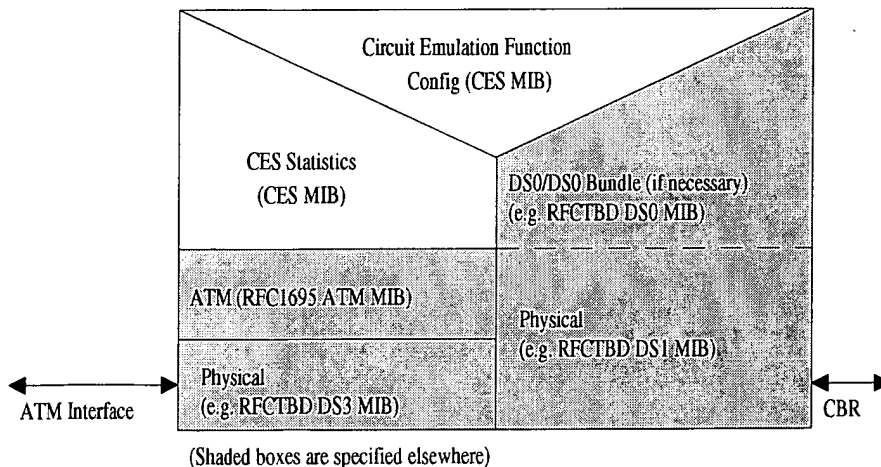 Circuit Emulation Function
Config (CES MIB)
CES Statistics
(CES MIB)
DS0/DS0 Bundle (if necessary)
(e.g. RFCTBD DS0 MIB)
ATM (RFC1695 ATM MIB)
Physical
(e.g. RFCTBD DS1 MIB)
Physical
(e.g. RFCTBD DS3 MIB)
ATM Interface
CBR
(Shaded boxes are specified elsewhere)